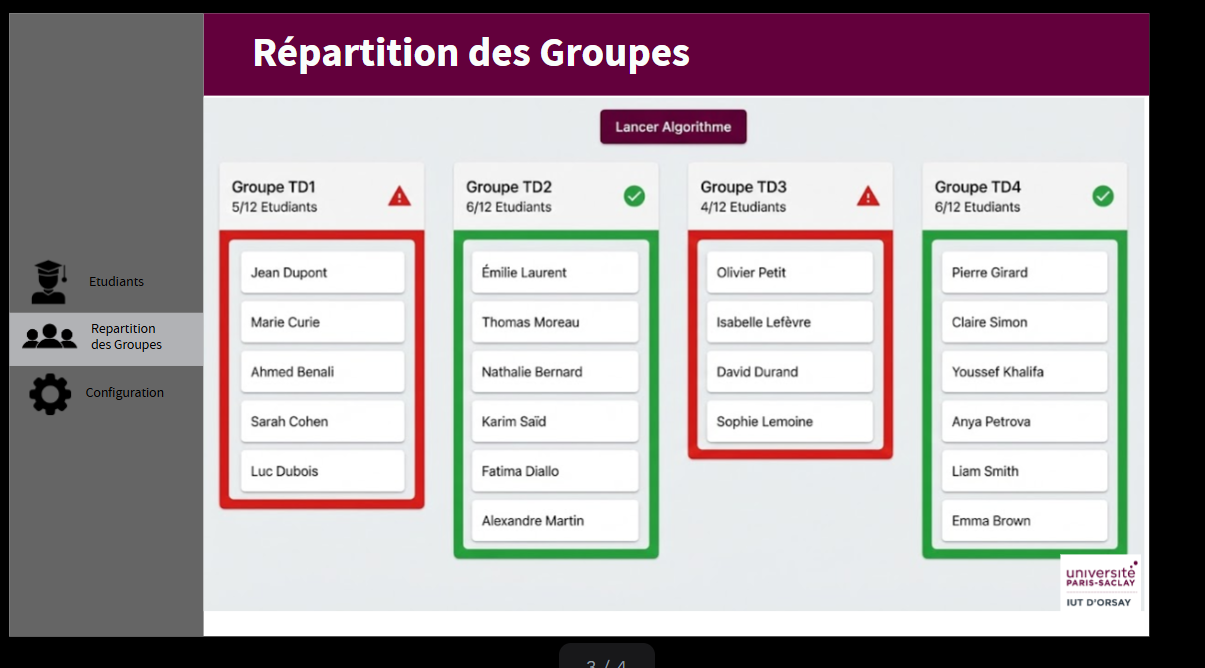 Répartition des Groupes
Etudiants
Repartition
des Groupes
Configuration
Lancer Algorithme
Groupe TD1
5/12 Etudiants
Jean Dupont
Marie Curie
Ahmed Benali
Sarah Cohen
Luc Dubois
Groupe TD2
6/12 Etudiants
Émilie Laurent
Thomas Moreau
Nathalie Bernard
Karim Saïd
Fatima Diallo
Alexandre Martin
Groupe TD3
4/12 Etudiants
Olivier Petit
Isabelle Lefèvre
David Durand
Sophie Lemoine
Groupe TD4
6/12 Etudiants
Pierre Girard
Claire Simon
Youssef Khalifa
Anya Petrova
Liam Smith
Emma Brown
université
PARIS-SACLAY
IUT D'ORSAY
3 / 4